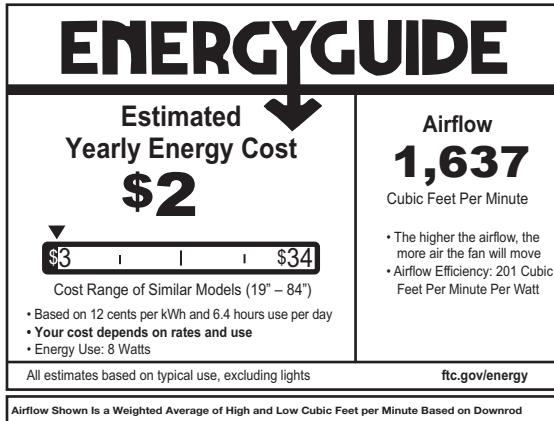 ENERGYGUIDE
Estimated
Yearly Energy Cost
$2
$3 $34
Cost Range of Similar Models (19” – 84”)
• Based on 12 cents per kWh and 6.4 hours use per day
• Your cost depends on rates and use
• Energy Use: 8 Watts
Airflow
1,637
Cubic Feet Per Minute
• The higher the airflow, the
more air the fan will move
• Airflow Efficiency: 201 Cubic
Feet Per Minute Per Watt
All estimates based on typical use, excluding lights
ftc.gov/energy
Airflow Shown Is a Weighted Average of High and Low Cubic Feet per Minute Based on Downrod